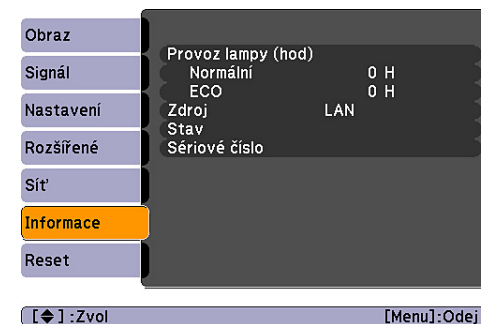 Obraz
Signál
Nastavení
Rozšířené
Síť
Informace
Reset
Provoz lampy (hod)
Normální 0 H
ECO 0 H
Zdroj LAN
Stav
Sériové číslo
[◆] :Zvol [Menu]:Odej